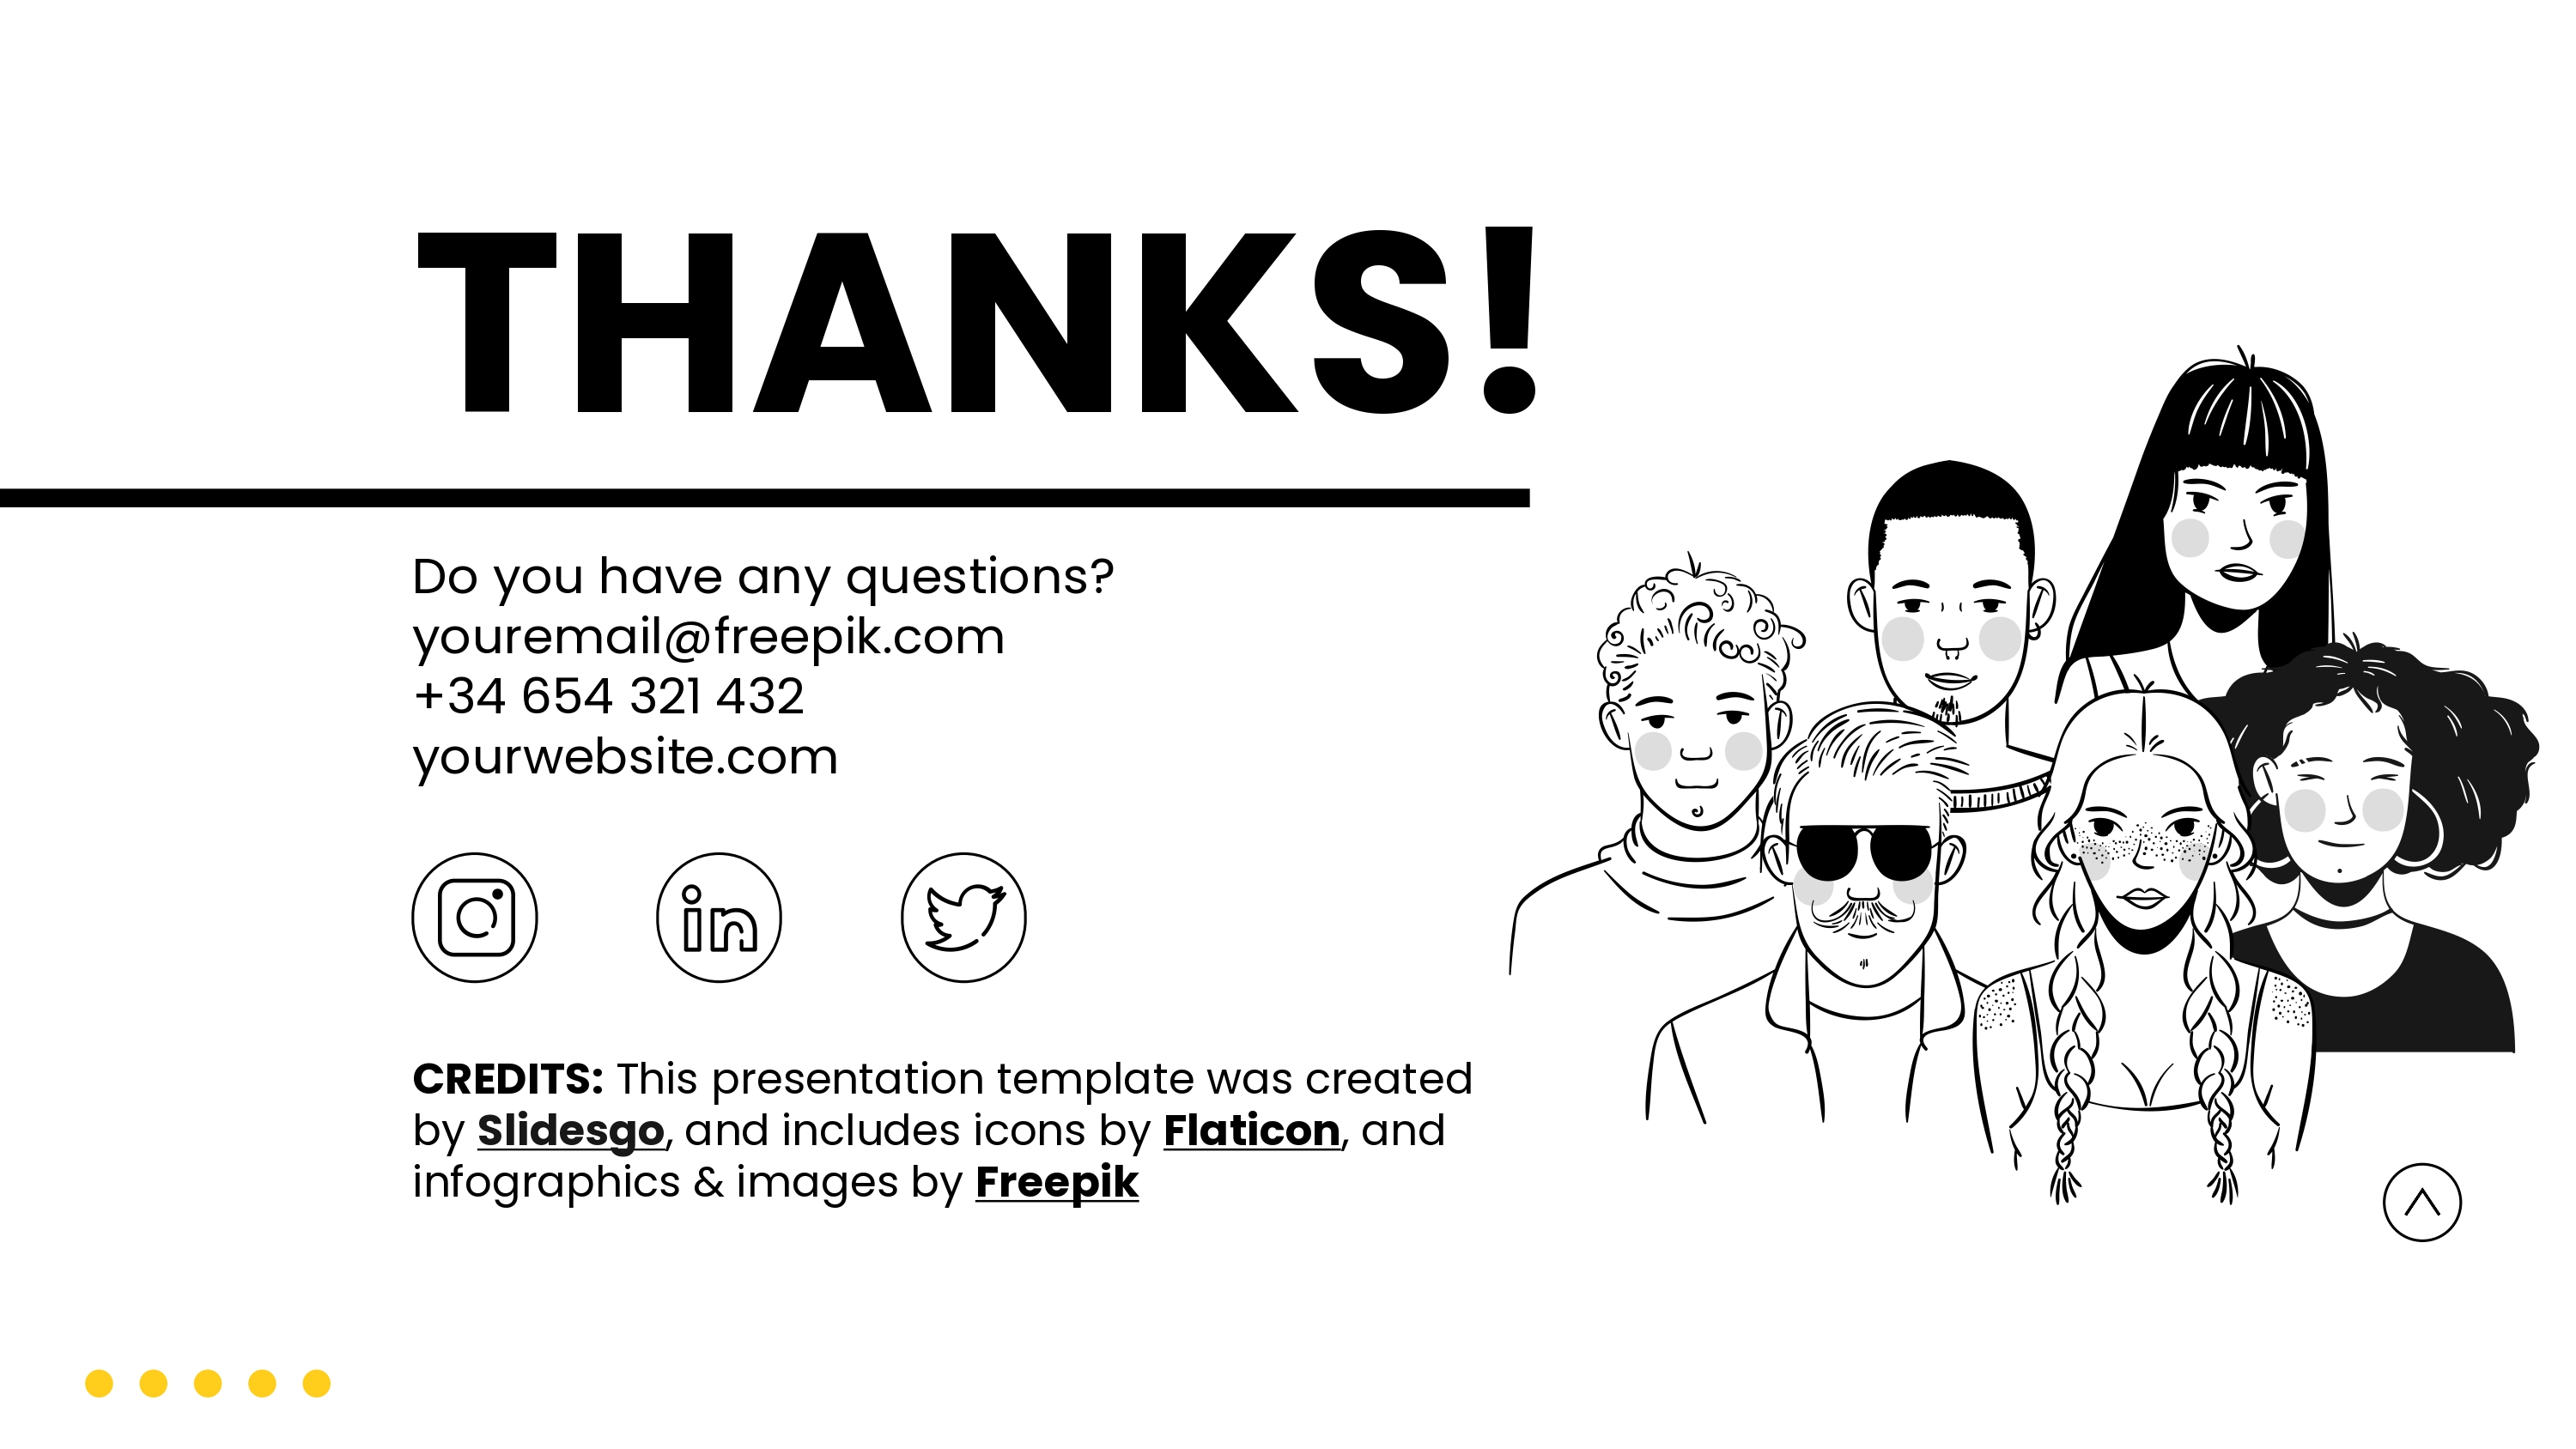 THANKS!
Do you have any questions?
youremail@freepik.com
+34 654 321 432
yourwebsite.com
in
CREDITS: This presentation template was created
by Slidesgo, and includes icons by Flaticon, and
infographics & images by Freepik